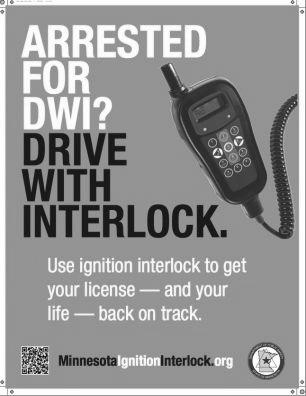 ARRESTED
FOR
DWI?
DRIVE
WITH
INTERLOCK.
Use ignition interlock to get
your license — and your
life — back on track.
MinnesotaIgnitionInterlock.org